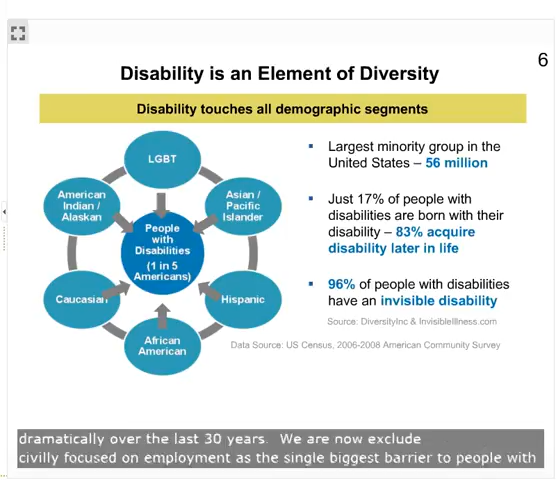 6
Disability is an Element of Diversity
Disability touches all demographic segments
LGBT
American
Indian /
Alaskan
Asian /
Pacific
Islander
People
with
Disabilities
(1 in 5
Americans)
Caucasian
Hispanic
African
American
▪ Largest minority group in the
United States – 56 million
▪ Just 17% of people with
disabilities are born with their
disability – 83% acquire
disability later in life
▪ 96% of people with disabilities
have an invisible disability
Source: DiversityInc & InvisibleIllness.com
Data Source: US Census, 2006-2008 American Community Survey
dramatically over the last 30 years. We are now exclude
civilly focused on employment as the single biggest barrier to people with